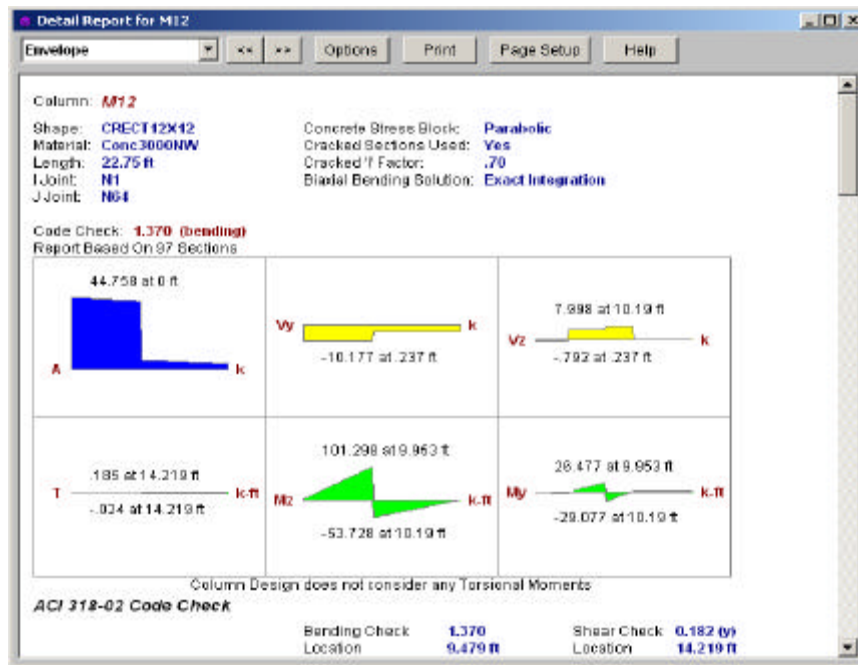 Detail Report for M12
Envelope << >> Options Print Page Setup Help
Column: M12
Shape: CRECT12X12
Material: Conc3000NW
Length: 22.75 ft
I Joint: N1
J Joint: N64
Concrete Stress Block: Parabolic
Cracked Sections Used: Yes
Cracked 'I' Factor: .70
Biaxial Bending Solution: Exact Integration
Code Check: 1.370 (bending)
Report Based On 97 Sections
44.758 at 0 ft
A k
Vy k
-10.177 at .237 ft
7.998 at 10.19 ft
Vz k
-.792 at .237 ft
.185 at 14.219 ft
T k-ft
-.024 at 14.219 ft
101.298 at 9.953 ft
Mz k-ft
-53.728 at 10.19 ft
26.477 at 9.953 ft
My k-ft
-29.077 at 10.19 ft
Column Design does not consider any Torsional Moments
ACI 318-02 Code Check
Bending Check 1.370 Shear Check 0.182 (y)
Location 9.479 ft Location 14.219 ft